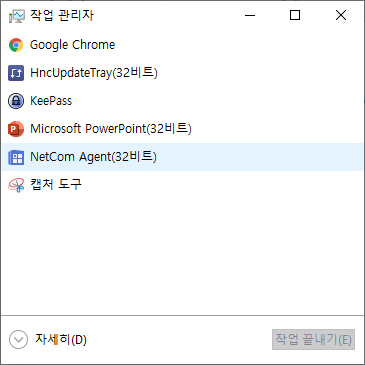 작업 관리자
Google Chrome
HncUpdateTray(32비트)
KeePass
Microsoft PowerPoint(32비트)
NetCom Agent(32비트)
캡처 도구
자세히(D)
작업 끝내기(E)